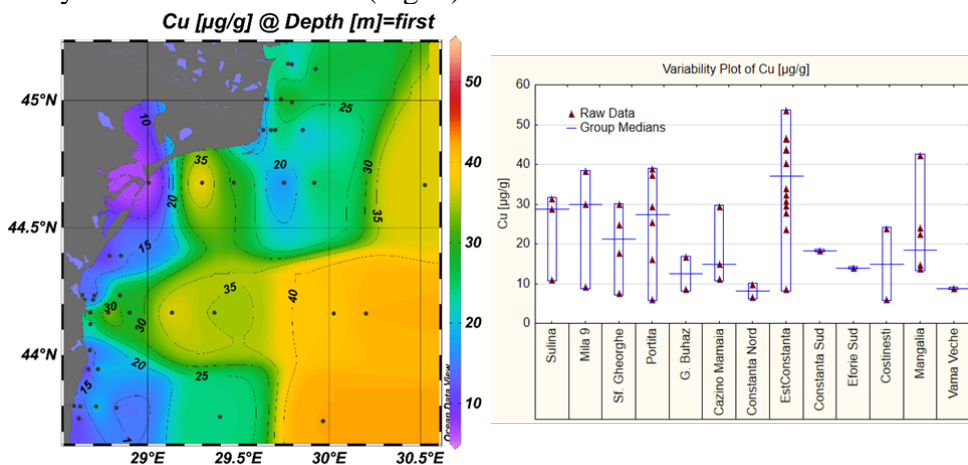 Cu [µg/g] @ Depth [m]=first
45°N
44.5°N
44°N
29°E
29.5°E
30°E
30.5°E
10
35
25
20
20
30
35
15
35
40
30
30
20
25
15
1
50
40
30
20
10
Ocean Data View
Variability Plot of Cu [µg/g]
Raw Data
Group Medians
Cu [µg/g]
60
50
40
30
20
10
0
Sulina
Mila 9
Sf. Gheorghe
Portita
G. Buhaz
Cazino Mamaia
Constanta Nord
EstConstanta
Constanta Sud
Eforie Sud
Costinesti
Mangalia
Vama Veche